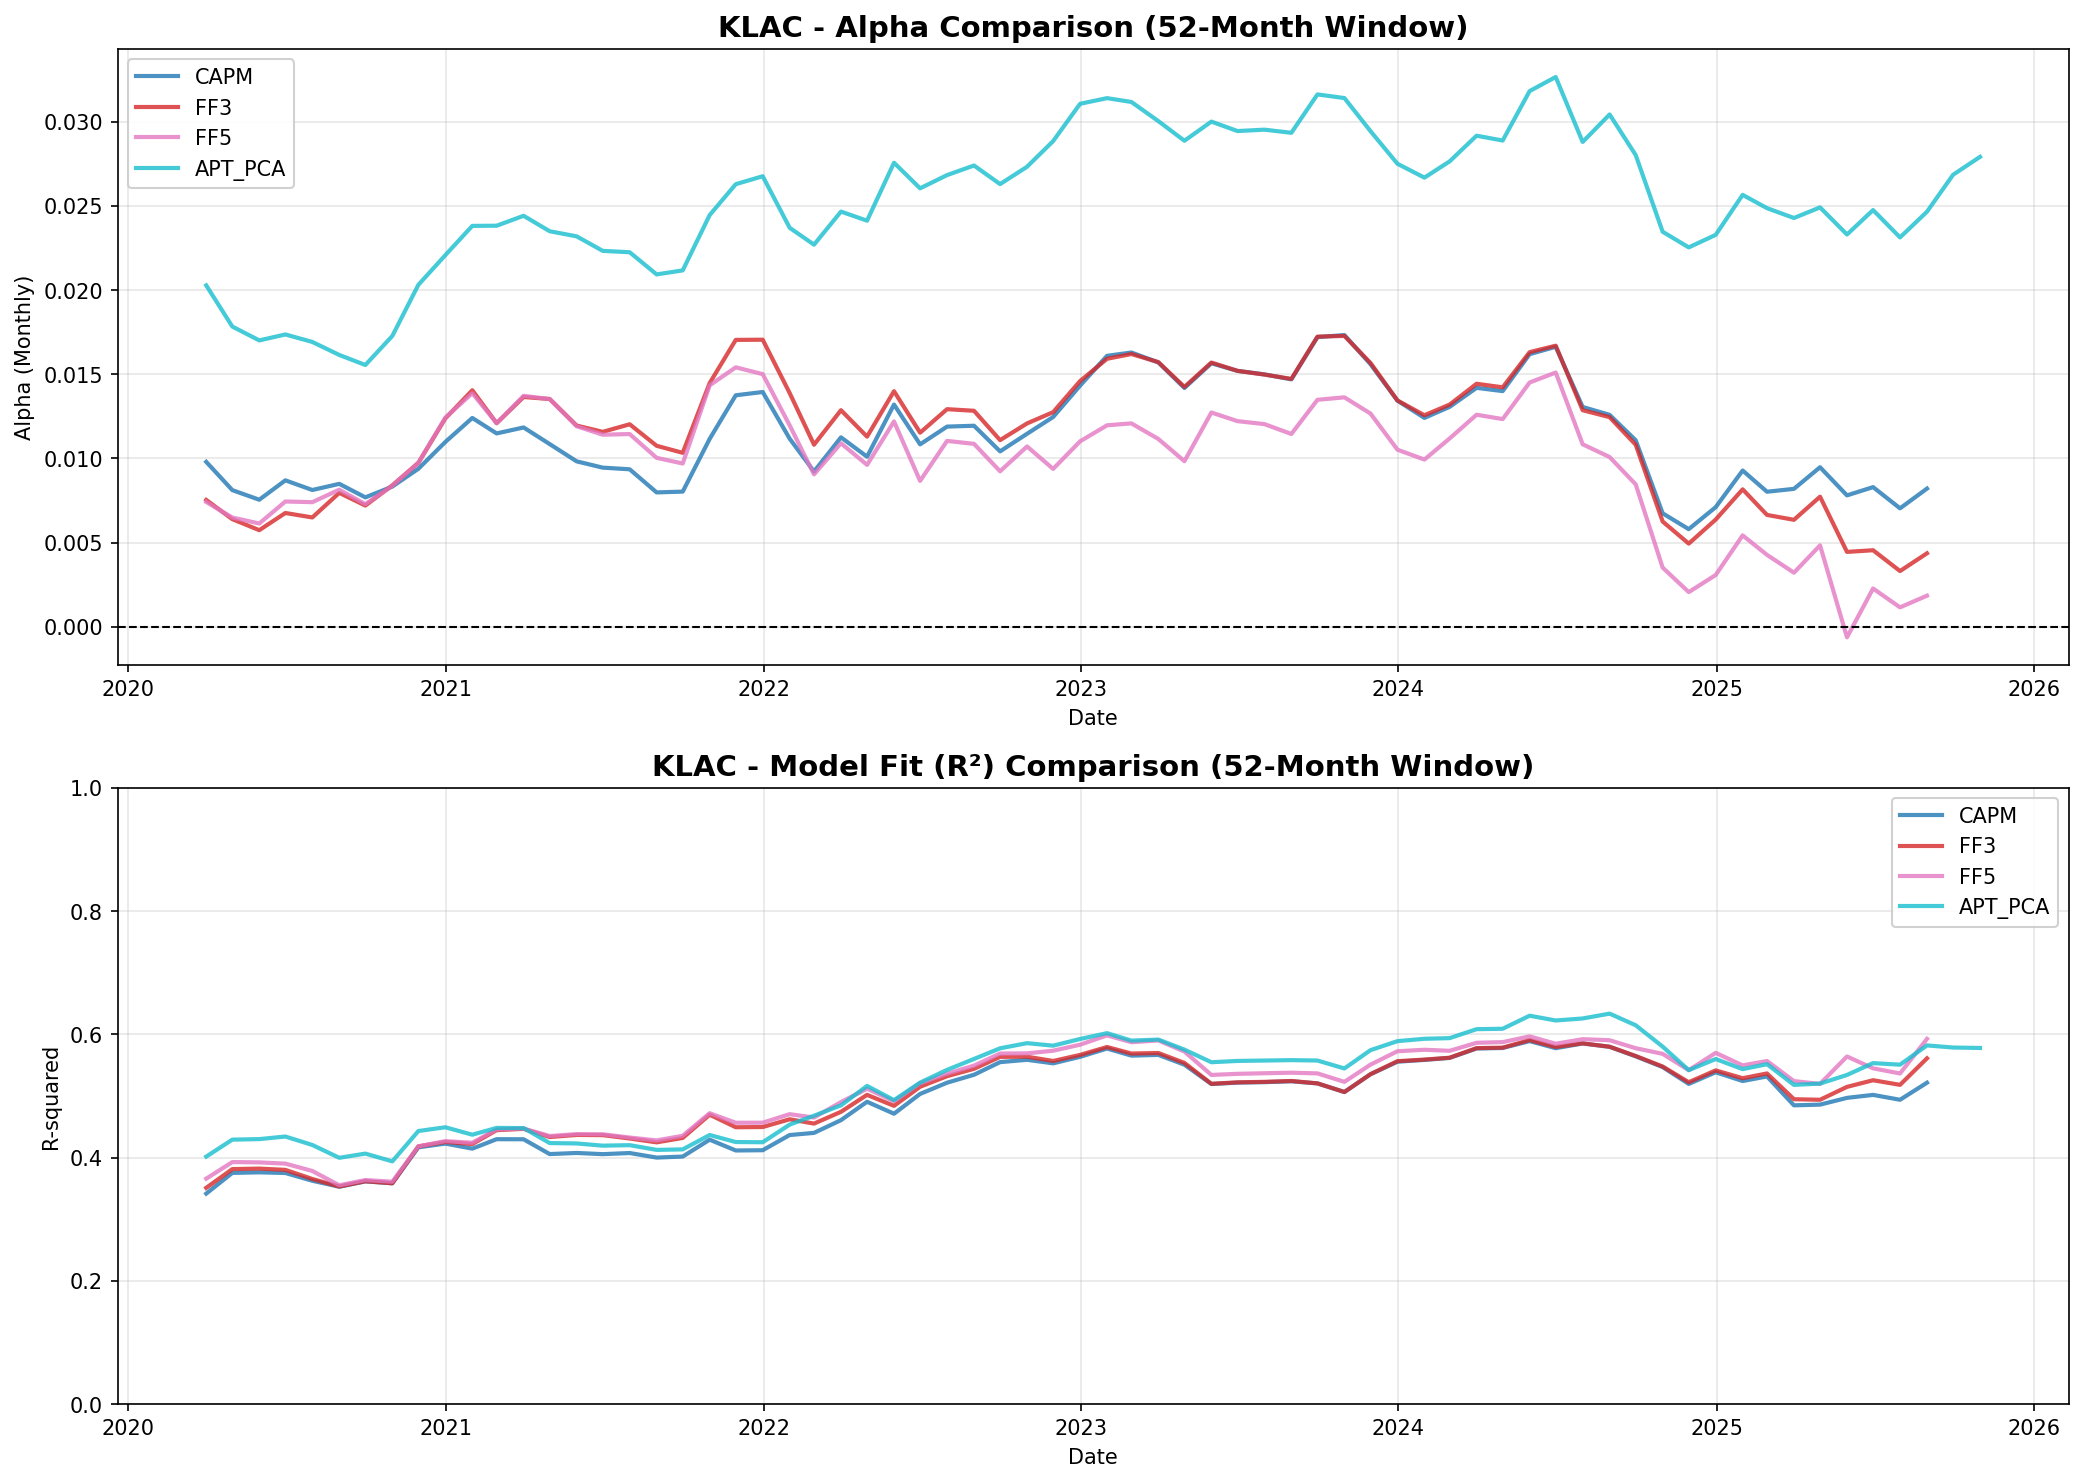 KLAC - Alpha Comparison (52-Month Window)
CAPM
FF3
FF5
APT_PCA
Alpha (Monthly)
0.030
0.025
0.020
0.015
0.010
0.005
0.000
2020 2021 2022 2023 2024 2025 2026
Date
KLAC - Model Fit (R²) Comparison (52-Month Window)
CAPM
FF3
FF5
APT_PCA
R-squared
1.0
0.8
0.6
0.4
0.2
0.0
2020 2021 2022 2023 2024 2025 2026
Date